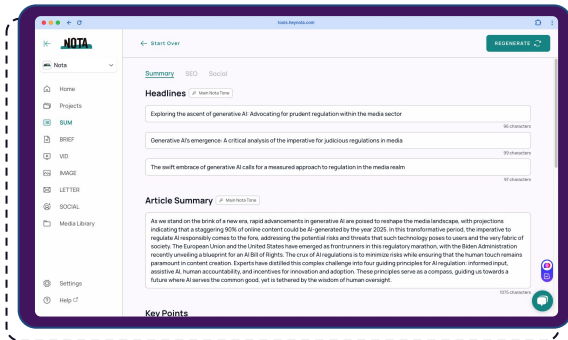 tools.heynota.com
NOTA
Start Over
REGENERATE
Nota
Summary SEO Social
Home
Projects
SUM
BRIEF
VID
IMAGE
LETTER
SOCIAL
Media Library
Settings
Help
Headlines Main Nota Tone
Exploring the ascent of generative AI: Advocating for prudent regulation within the media sector
96 characters
Generative AI's emergence: A critical analysis of the imperative for judicious regulations in media
99 characters
The swift embrace of generative AI calls for a measured approach to regulation in the media realm
97 characters
Article Summary Main Nota Tone
As we stand on the brink of a new era, rapid advancements in generative AI are poised to reshape the media landscape, with projections
indicating that a staggering 90% of online content could be AI-generated by the year 2025. In this transformative period, the imperative to
regulate AI responsibly comes to the fore, addressing the potential risks and threats that such technology poses to users and the very fabric of
society. The European Union and the United States have emerged as frontrunners in this regulatory marathon, with the Biden Administration
recently unveiling a blueprint for an AI Bill of Rights. The crux of AI regulations is to minimize risks while ensuring that the human touch remains
paramount in content creation. Experts have distilled this complex challenge into four guiding principles for AI regulation: informed input,
assistive AI, human accountability, and incentives for innovation and adoption. These principles serve as a compass, guiding us towards a
future where AI serves the common good, yet is tethered by the wisdom of human oversight.
1075 characters
Key Points